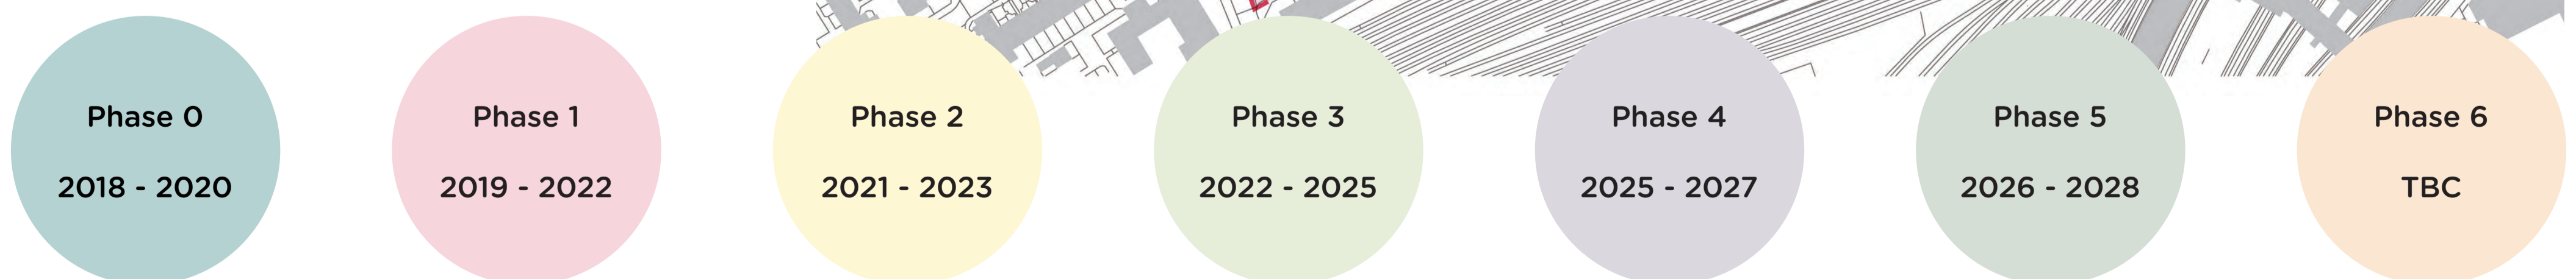 Phase 0
2018 - 2020
Phase 1
2019 - 2022
Phase 2
2021 - 2023
Phase 3
2022 - 2025
Phase 4
2025 - 2027
Phase 5
2026 - 2028
Phase 6
TBC